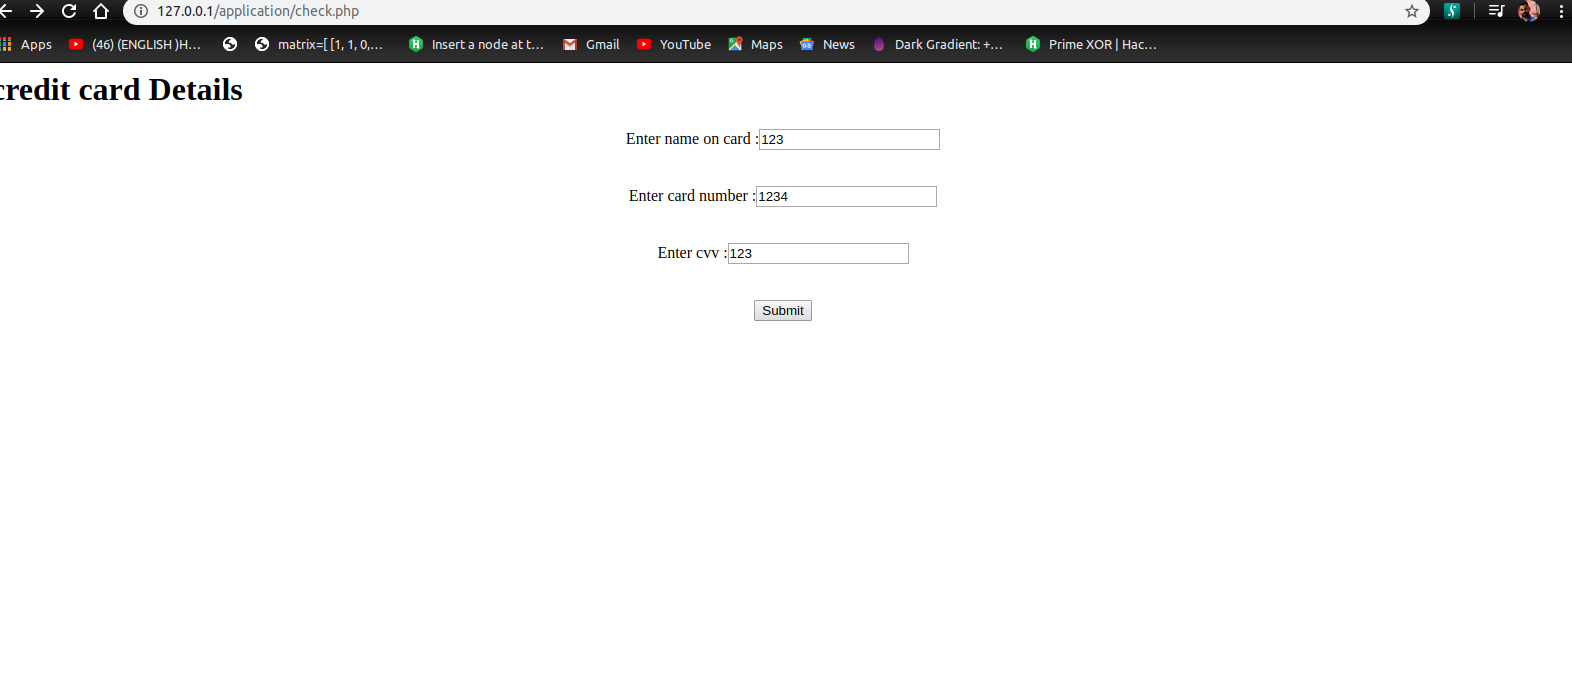 127.0.0.1/application/check.php
Apps (46) (ENGLISH )H... matrix=[ [1, 1, 0,... Insert a node at t... Gmail YouTube Maps News Dark Gradient: +... Prime XOR | Hac...
credit card Details
Enter name on card :123
Enter card number :1234
Enter cvv :123
Submit